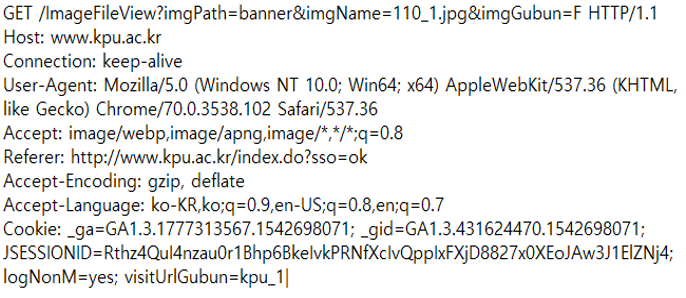 GET /ImageFileView?imgPath=banner&imgName=110_1.jpg&imgGubun=F HTTP/1.1
Host: www.kpu.ac.kr
Connection: keep-alive
User-Agent: Mozilla/5.0 (Windows NT 10.0; Win64; x64) AppleWebKit/537.36 (KHTML,
like Gecko) Chrome/70.0.3538.102 Safari/537.36
Accept: image/webp,image/apng,image/*,*/*;q=0.8
Referer: http://www.kpu.ac.kr/index.do?sso=ok
Accept-Encoding: gzip, deflate
Accept-Language: ko-KR,ko;q=0.9,en-US;q=0.8,en;q=0.7
Cookie: _ga=GA1.3.1777313567.1542698071; _gid=GA1.3.431624470.1542698071;
JSESSIONID=Rthz4QuI4nzau0r1Bhp6BkeIvkPRNfXcIvQppIxFXjD8827x0XEoJAw3J1ElZNj4;
logNonM=yes; visitUrlGubun=kpu_1